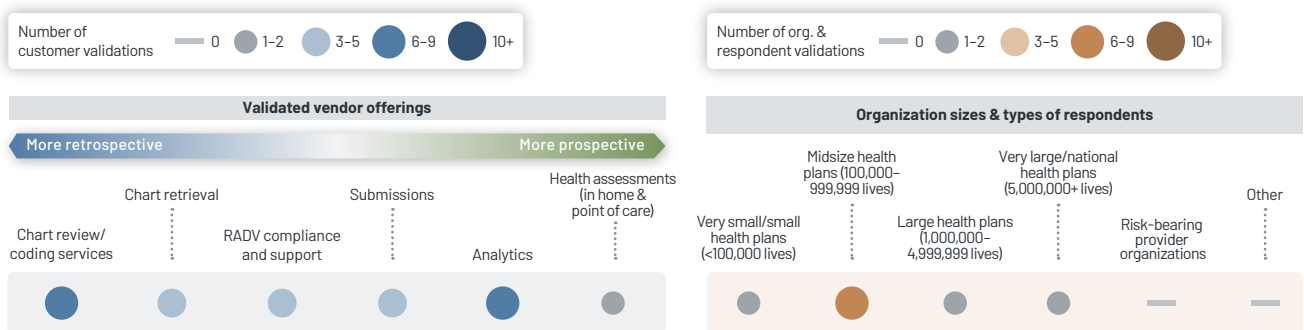 Number of
customer validations
0
1–2
3–5
6–9
10+
Number of org. &
respondent validations
0
1–2
3–5
6–9
10+
Validated vendor offerings
More retrospective
More prospective
Chart review/
coding services
Chart retrieval
RADV compliance
and support
Submissions
Analytics
Health assessments
(in home &
point of care)
Organization sizes & types of respondents
Very small/small
health plans
(<100,000 lives)
Midsize health
plans (100,000–
999,999 lives)
Large health plans
(1,000,000–
4,999,999 lives)
Very large/national
health plans
(5,000,000+ lives)
Risk-bearing
provider
organizations
Other